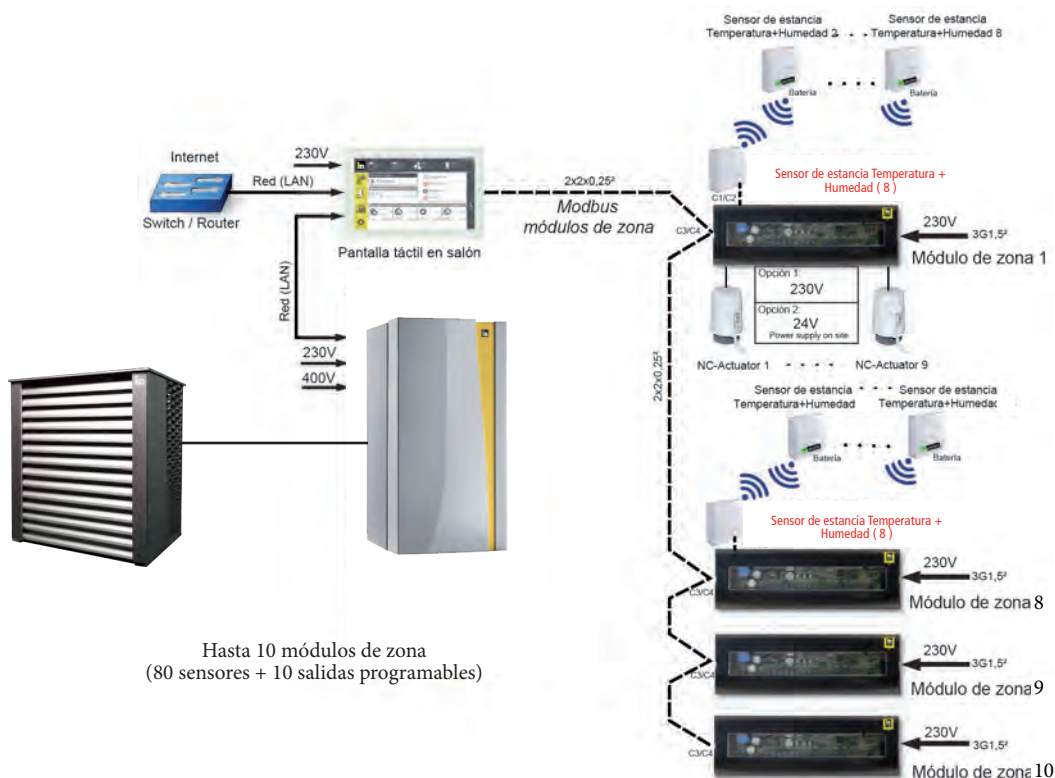 Sensor de estancia
Temperatura+Humedad 2
Sensor de estancia
Temperatura+Humedad 8
Batería
Batería
Internet
Switch / Router
Red (LAN)
230V
Pantalla táctil en salón
2x2x0,25²
Modbus
módulos de zona
Sensor de estancia Temperatura +
Humedad ( 8 )
C1/C2
C3/C4
230V
3G1,5²
Módulo de zona 1
Opción 1:
230V
Opción 2:
24V
Power supply on site
NC-Actuator 1
NC-Actuator 9
Red (LAN)
230V
400V
2x2x0,25²
Sensor de estancia
Temperatura+Humedad
Sensor de estancia
Temperatura+Humedad
Batería
Batería
Sensor de estancia Temperatura +
Humedad ( 8 )
C3/C4
230V
3G1,5²
Módulo de zona 8
C3/C4
230V
3G1,5²
Módulo de zona 9
C3/C4
230V
3G1,5²
Módulo de zona 10
Hasta 10 módulos de zona
(80 sensores + 10 salidas programables)